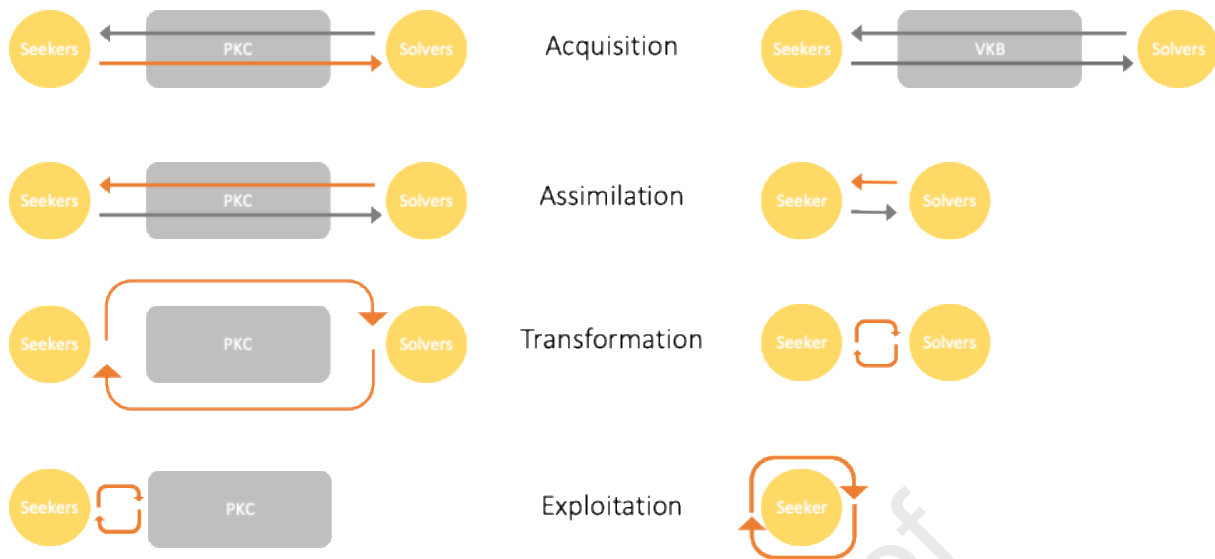 Seekers PKC Solvers Acquisition Seekers VKB Solvers
Seekers PKC Solvers Assimilation Seeker Solvers
Seekers PKC Solvers Transformation Seeker Solvers
Seekers PKC Exploitation Seeker